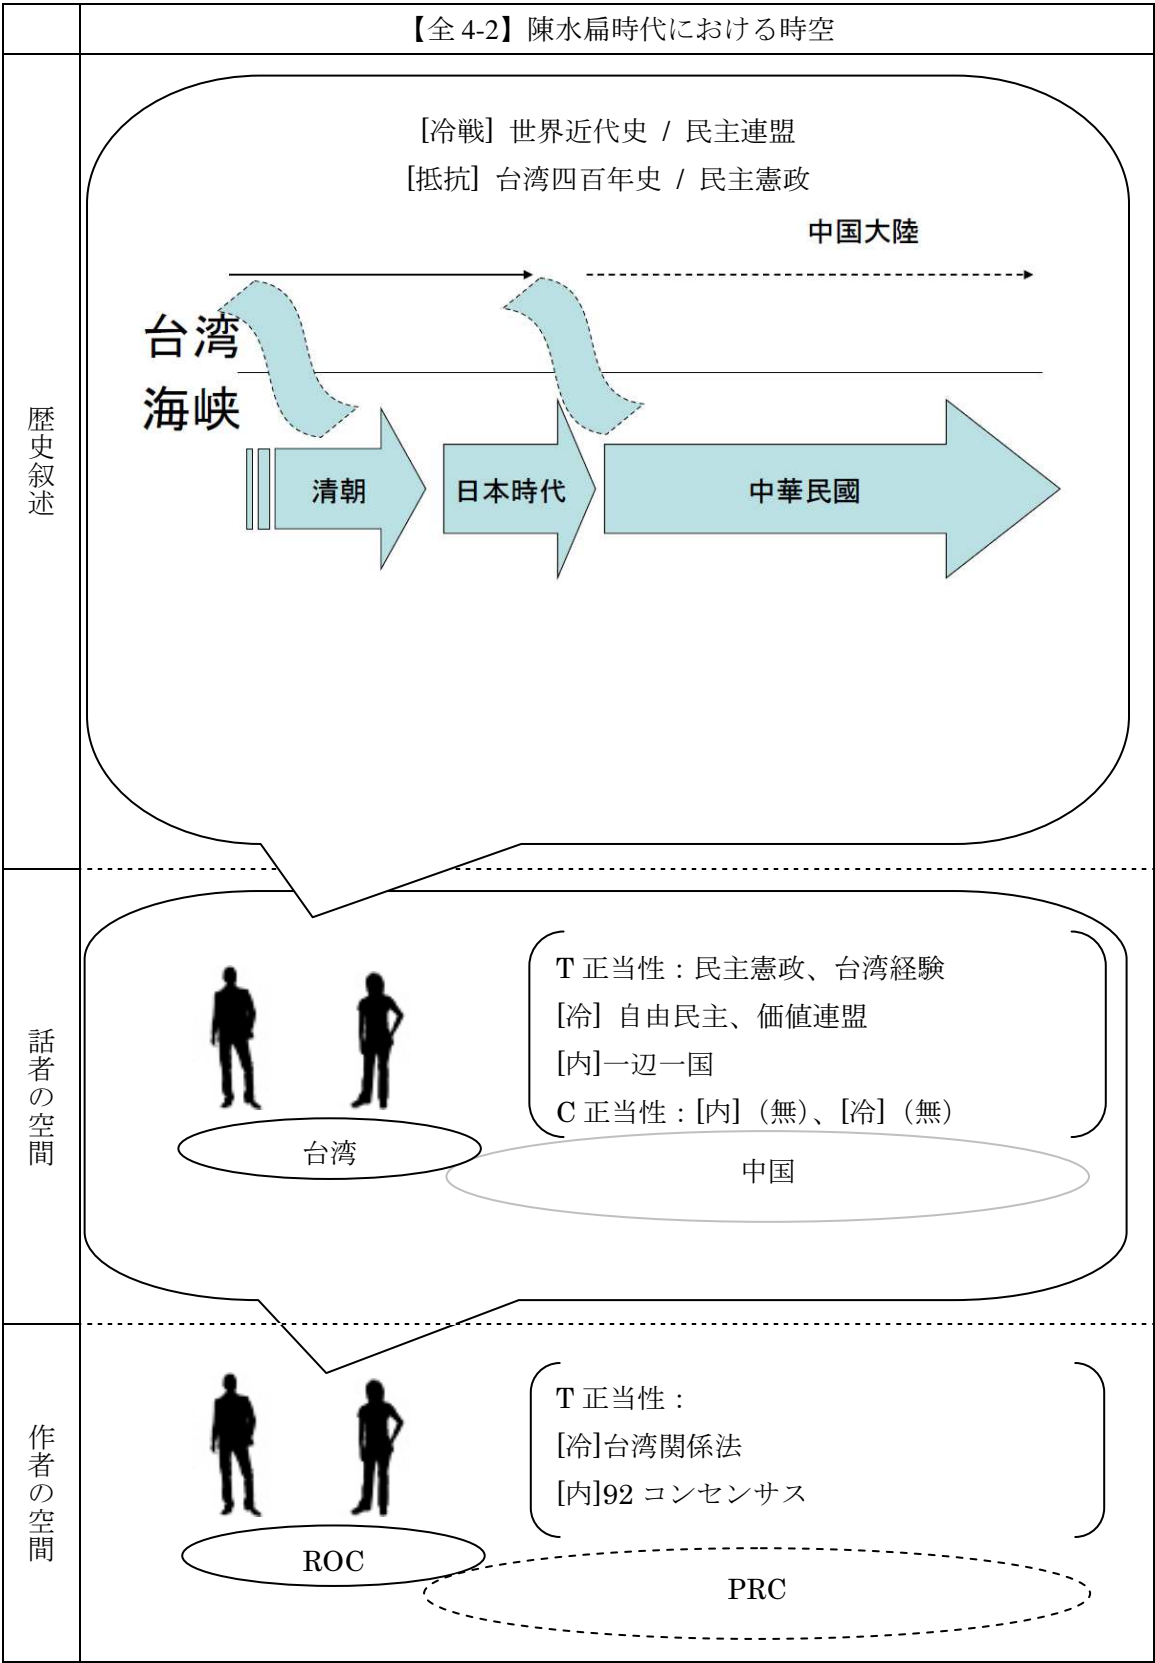 【全 4-2】陳水扁時代における時空
歴史叙述
[冷戦] 世界近代史 / 民主連盟
[抵抗] 台湾四百年史 / 民主憲政
中国大陸
台湾
海峡
清朝
日本時代
中華民國
話者の空間
T 正当性：民主憲政、台湾経験
[冷] 自由民主、価値連盟
[内]一辺一国
C 正当性：[内]（無）、[冷]（無）
台湾
中国
作者の空間
T 正当性：
[冷]台湾関係法
[内]92 コンセンサス
ROC
PRC